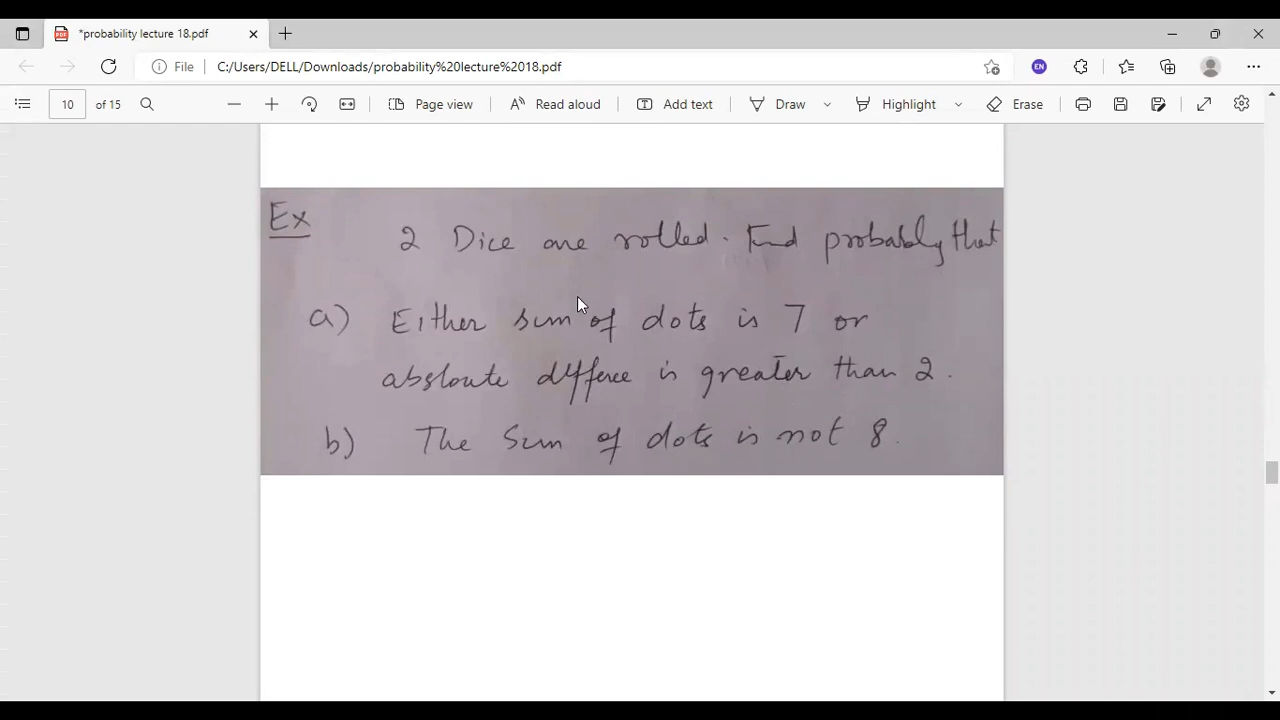 *probability lecture 18.pdf
File C:/Users/DELL/Downloads/probability%20lecture%2018.pdf
EN
10 of 15 Page view Read aloud Add text Draw Highlight Erase
Ex 2 Dice are rolled. Find probably that
a) Either sum of dots is 7 or
absloute differce is greater than 2.
b) The Sum of dots is not 8.